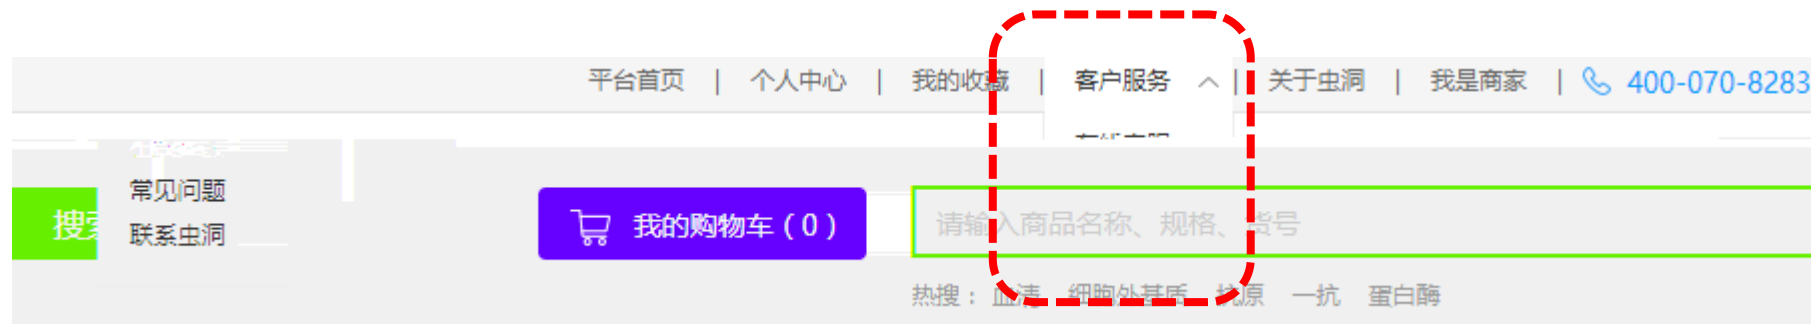 平台首页 | 个人中心 | 我的收藏 | 客户服务 | 关于虫洞 | 我是商家 | 400-070-8283
常见问题
联系虫洞
我的购物车 ( 0 )
请输入商品名称、规格、货号
热搜： 血清 细胞外基质 抗原 一抗 蛋白酶